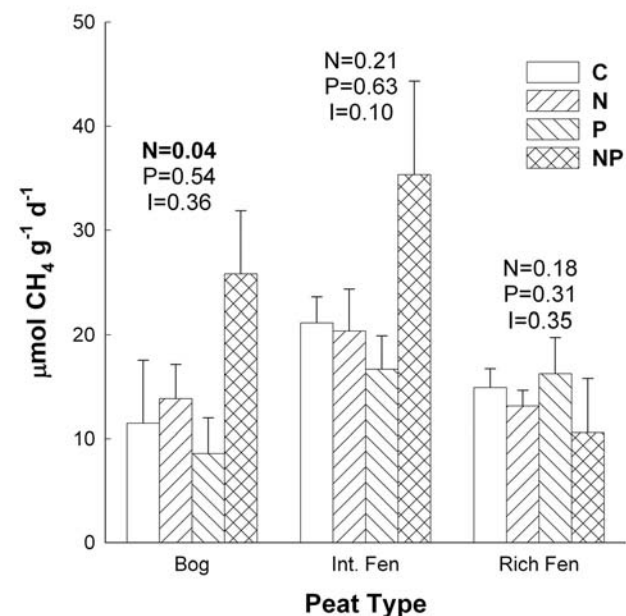 50
40
30
20
10
0
µmol CH₄ g⁻¹ d⁻¹
N=0.04
P=0.54
I=0.36
N=0.21
P=0.63
I=0.10
N=0.18
P=0.31
I=0.35
C
N
P
NP
Bog Int. Fen Rich Fen
Peat Type